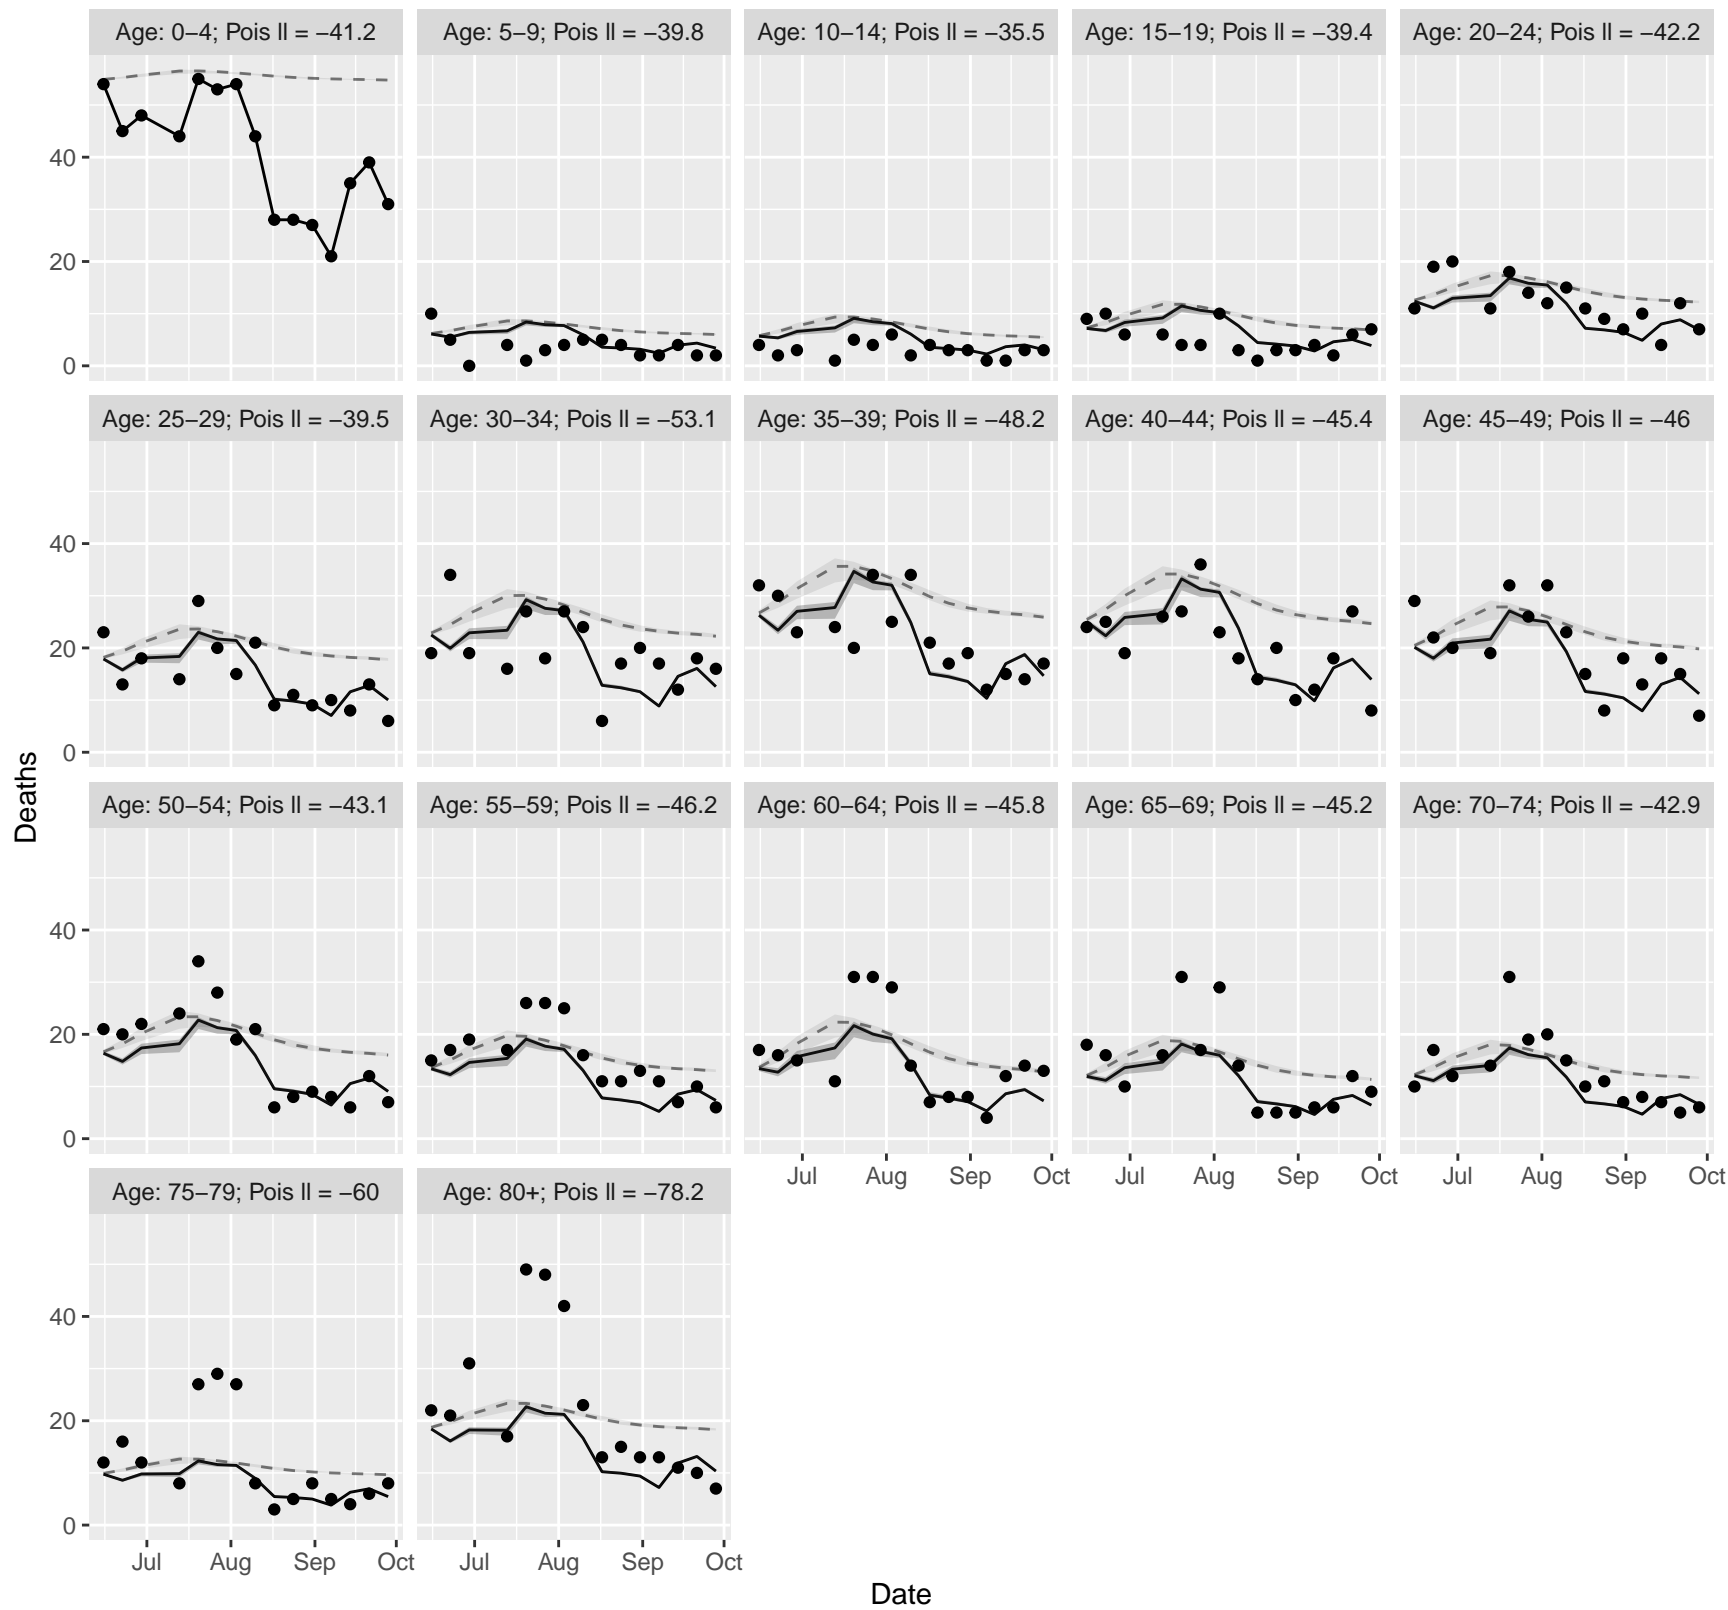 Age: 0−4; Pois ll = −41.2
Age: 5−9; Pois ll = −39.8
Age: 10−14; Pois ll = −35.5
Age: 15−19; Pois ll = −39.4
Age: 20−24; Pois ll = −42.2
40
20
0
Age: 25−29; Pois ll = −39.5
Age: 30−34; Pois ll = −53.1
Age: 35−39; Pois ll = −48.2
Age: 40−44; Pois ll = −45.4
Age: 45−49; Pois ll = −46
40
20
0
Deaths
Age: 50−54; Pois ll = −43.1
Age: 55−59; Pois ll = −46.2
Age: 60−64; Pois ll = −45.8
Age: 65−69; Pois ll = −45.2
Age: 70−74; Pois ll = −42.9
40
20
0
Jul Aug Sep Oct
Jul Aug Sep Oct
Jul Aug Sep Oct
Age: 75−79; Pois ll = −60
Age: 80+; Pois ll = −78.2
40
20
0
Jul Aug Sep Oct
Jul Aug Sep Oct
Date